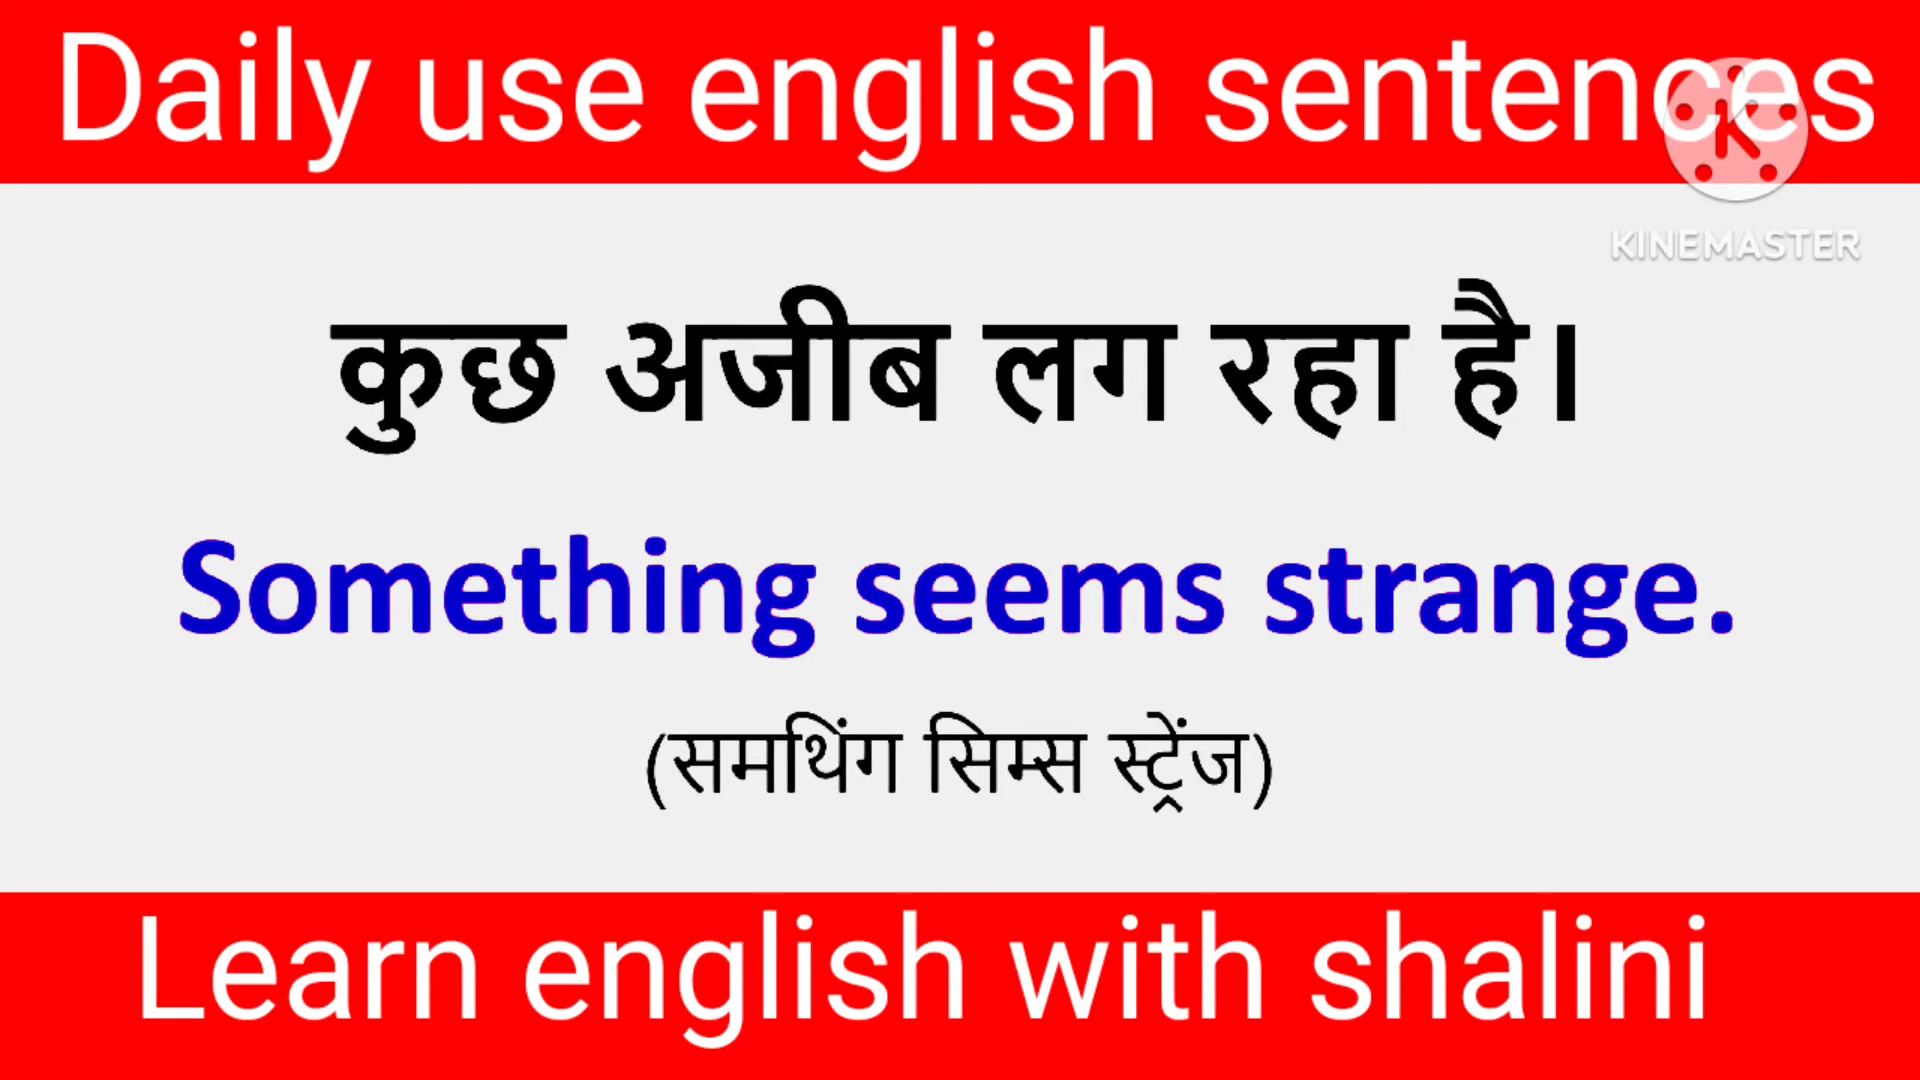 Daily use english sentences
K
KINEMASTER
कुछ अजीब लग रहा है।
Something seems strange.
(समथिंग सिम्स स्ट्रेंज)
Learn english with shalini